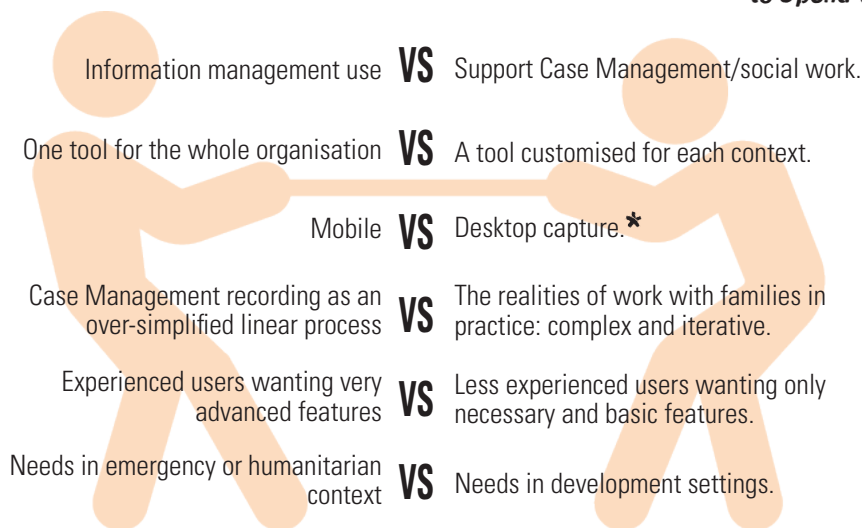 Information management use VS Support Case Management/social work.
One tool for the whole organisation VS A tool customised for each context.
Mobile VS Desktop capture.*
Case Management recording as an
over-simplified linear process
VS
The realities of work with families in
practice: complex and iterative.
Experienced users wanting very
advanced features
VS
Less experienced users wanting only
necessary and basic features.
Needs in emergency or humanitarian
context
VS
Needs in development settings.